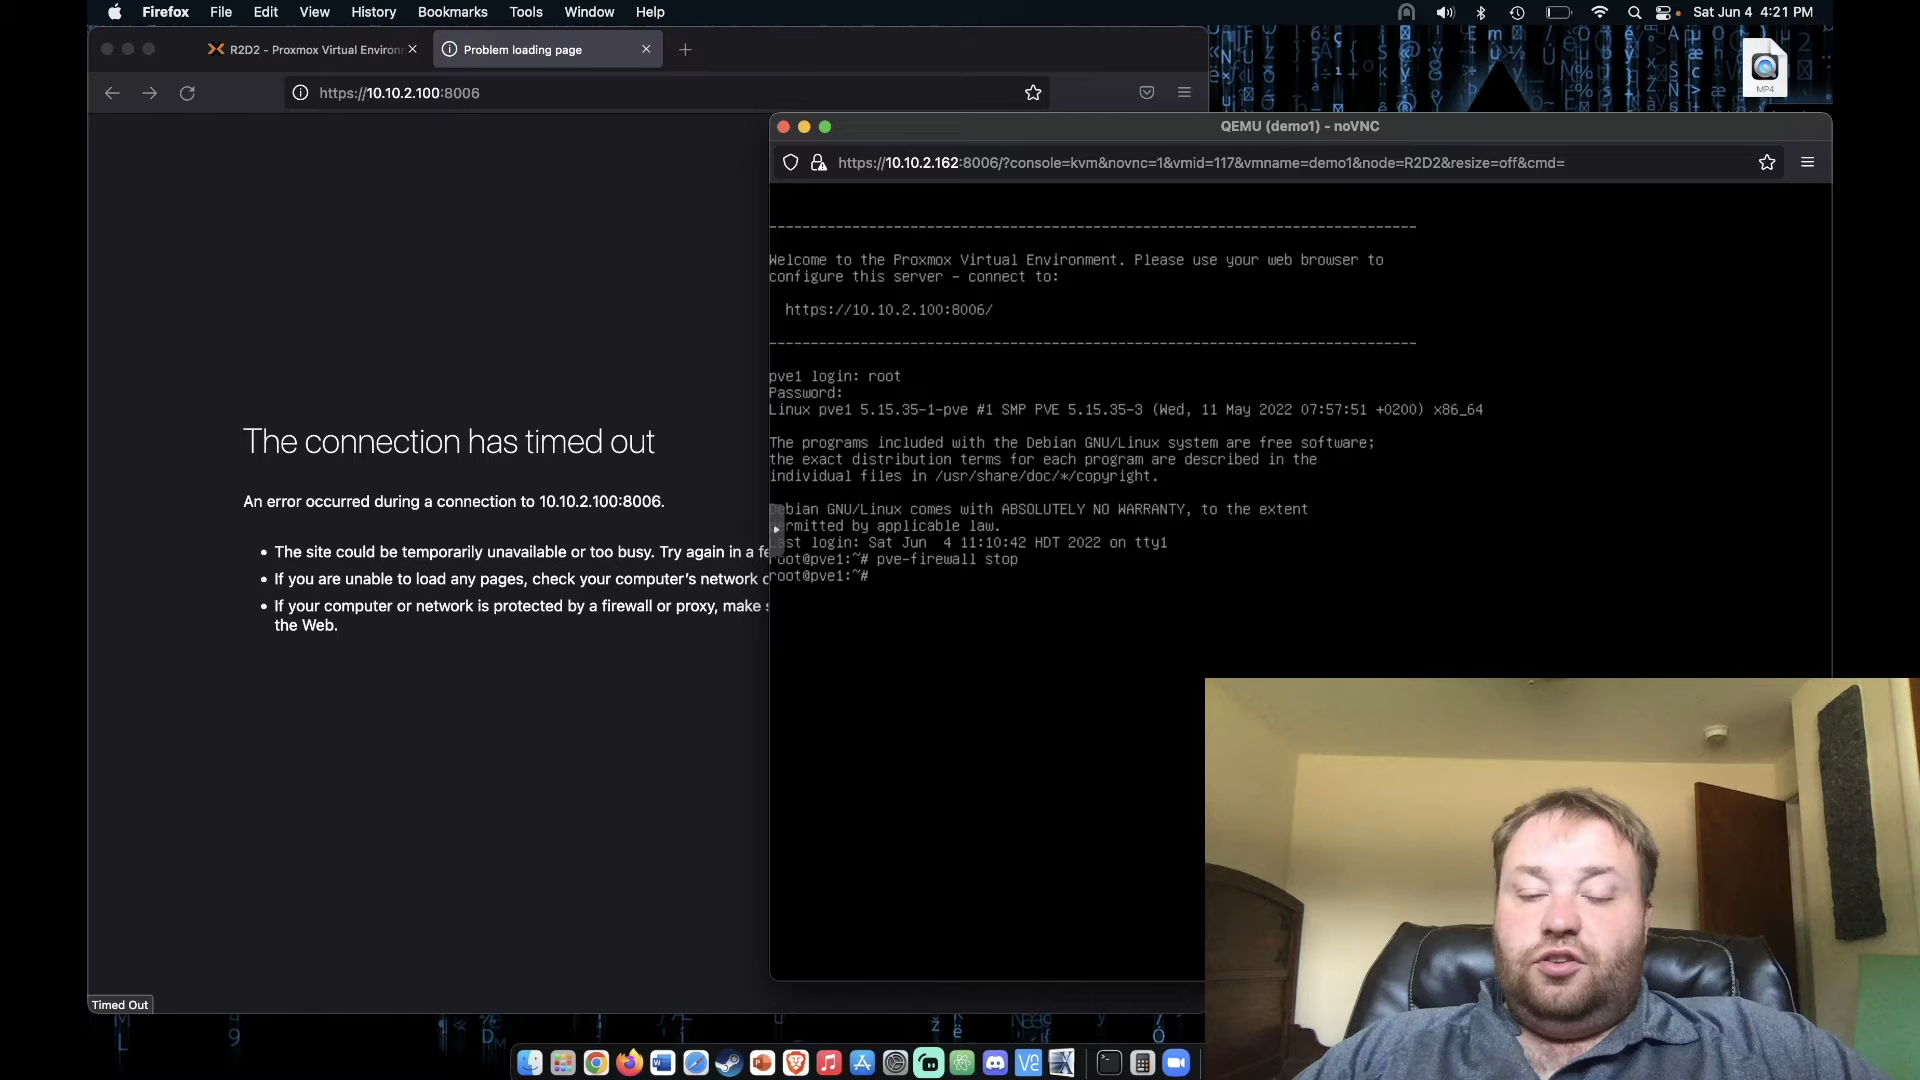 Firefox File Edit View History Bookmarks Tools Window Help
Sat Jun 4 4:21 PM
R2D2 - Proxmox Virtual Environ
Problem loading page
https://10.10.2.100:8006
MP4
QEMU (demo1) - noVNC
https://10.10.2.162:8006/?console=kvm&novnc=1&vmid=117&vmname=demo1&node=R2D2&resize=off&cmd=
Welcome to the Proxmox Virtual Environment. Please use your web browser to
configure this server - connect to:
https://10.10.2.100:8006/
pve1 login: root
Password:
Linux pve1 5.15.35-1-pve #1 SMP PVE 5.15.35-3 (Wed, 11 May 2022 07:57:51 +0200) x86_64
The programs included with the Debian GNU/Linux system are free software;
the exact distribution terms for each program are described in the
individual files in /usr/share/doc/*/copyright.
Debian GNU/Linux comes with ABSOLUTELY NO WARRANTY, to the extent
permitted by applicable law.
Last login: Sat Jun 4 11:10:42 HDT 2022 on tty1
root@pve1:~# pve-firewall stop
root@pve1:~#
The connection has timed out
An error occurred during a connection to 10.10.2.100:8006.
• The site could be temporarily unavailable or too busy. Try again in a fe
• If you are unable to load any pages, check your computer's network c
• If your computer or network is protected by a firewall or proxy, make s
the Web.
Timed Out